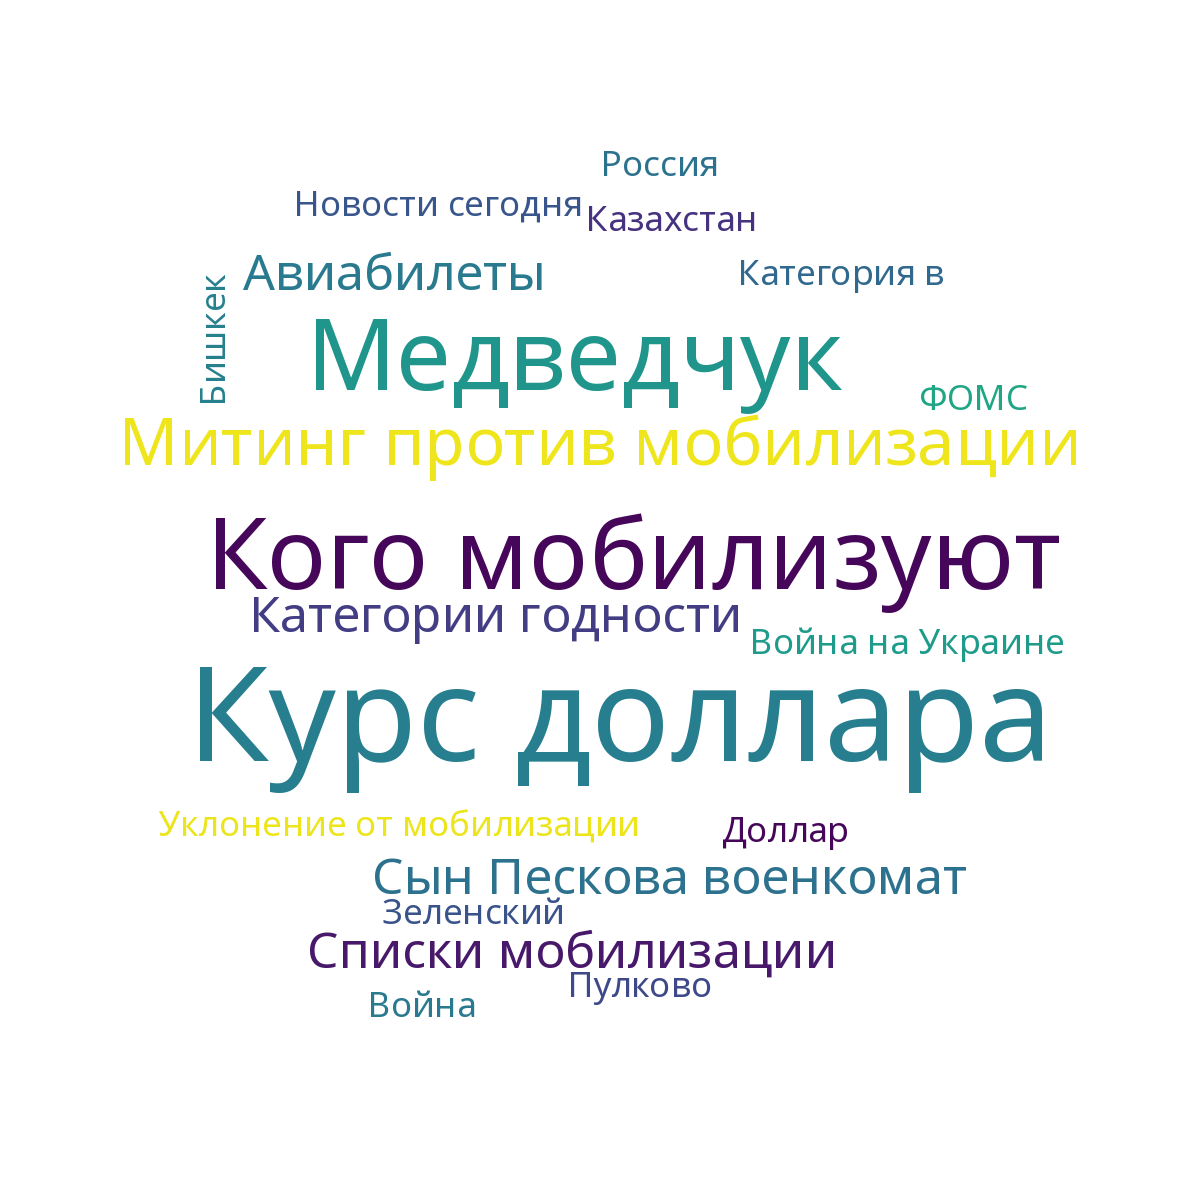 Россия
Новости сегодня
Казахстан
Авиабилеты
Категория в
Бишкек
Медведчук
ФОМС
Митинг против мобилизации
Кого мобилизуют
Категории годности
Война на Украине
Курс доллара
Уклонение от мобилизации
Доллар
Сын Пескова военкомат
Зеленский
Списки мобилизации
Пулково
Война